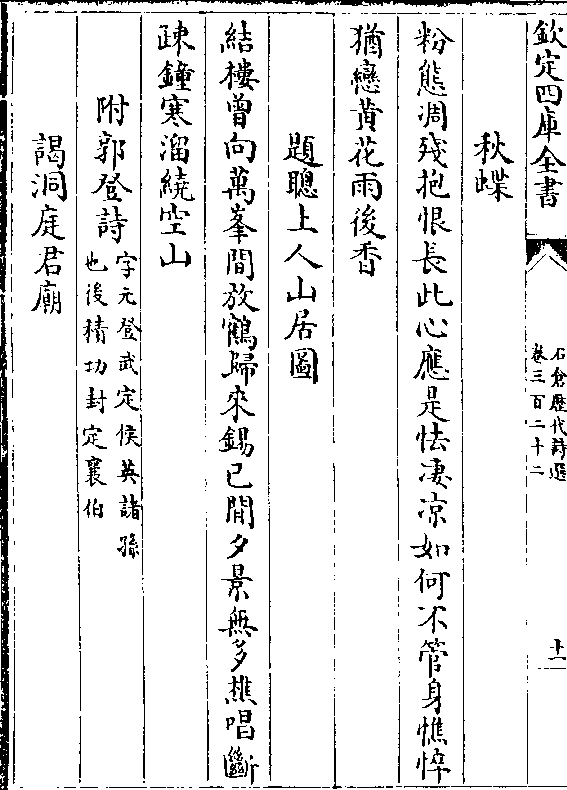 欽定四庫全書
石倉歷代詩選
卷三百二十二
十一
秋蝶
粉態凋殘抱恨長此心應是怯凄凉如何不管身憔悴
猶戀黄花雨後香
題聰上人山居圖
結樓曾向萬峯間放鶴歸來錫已閒夕景無多樵唱斷
疎鐘寒溜繞空山
附郭登詩字元登武定侯英諸孫
也後積功封定襄伯
謁洞庭君廟